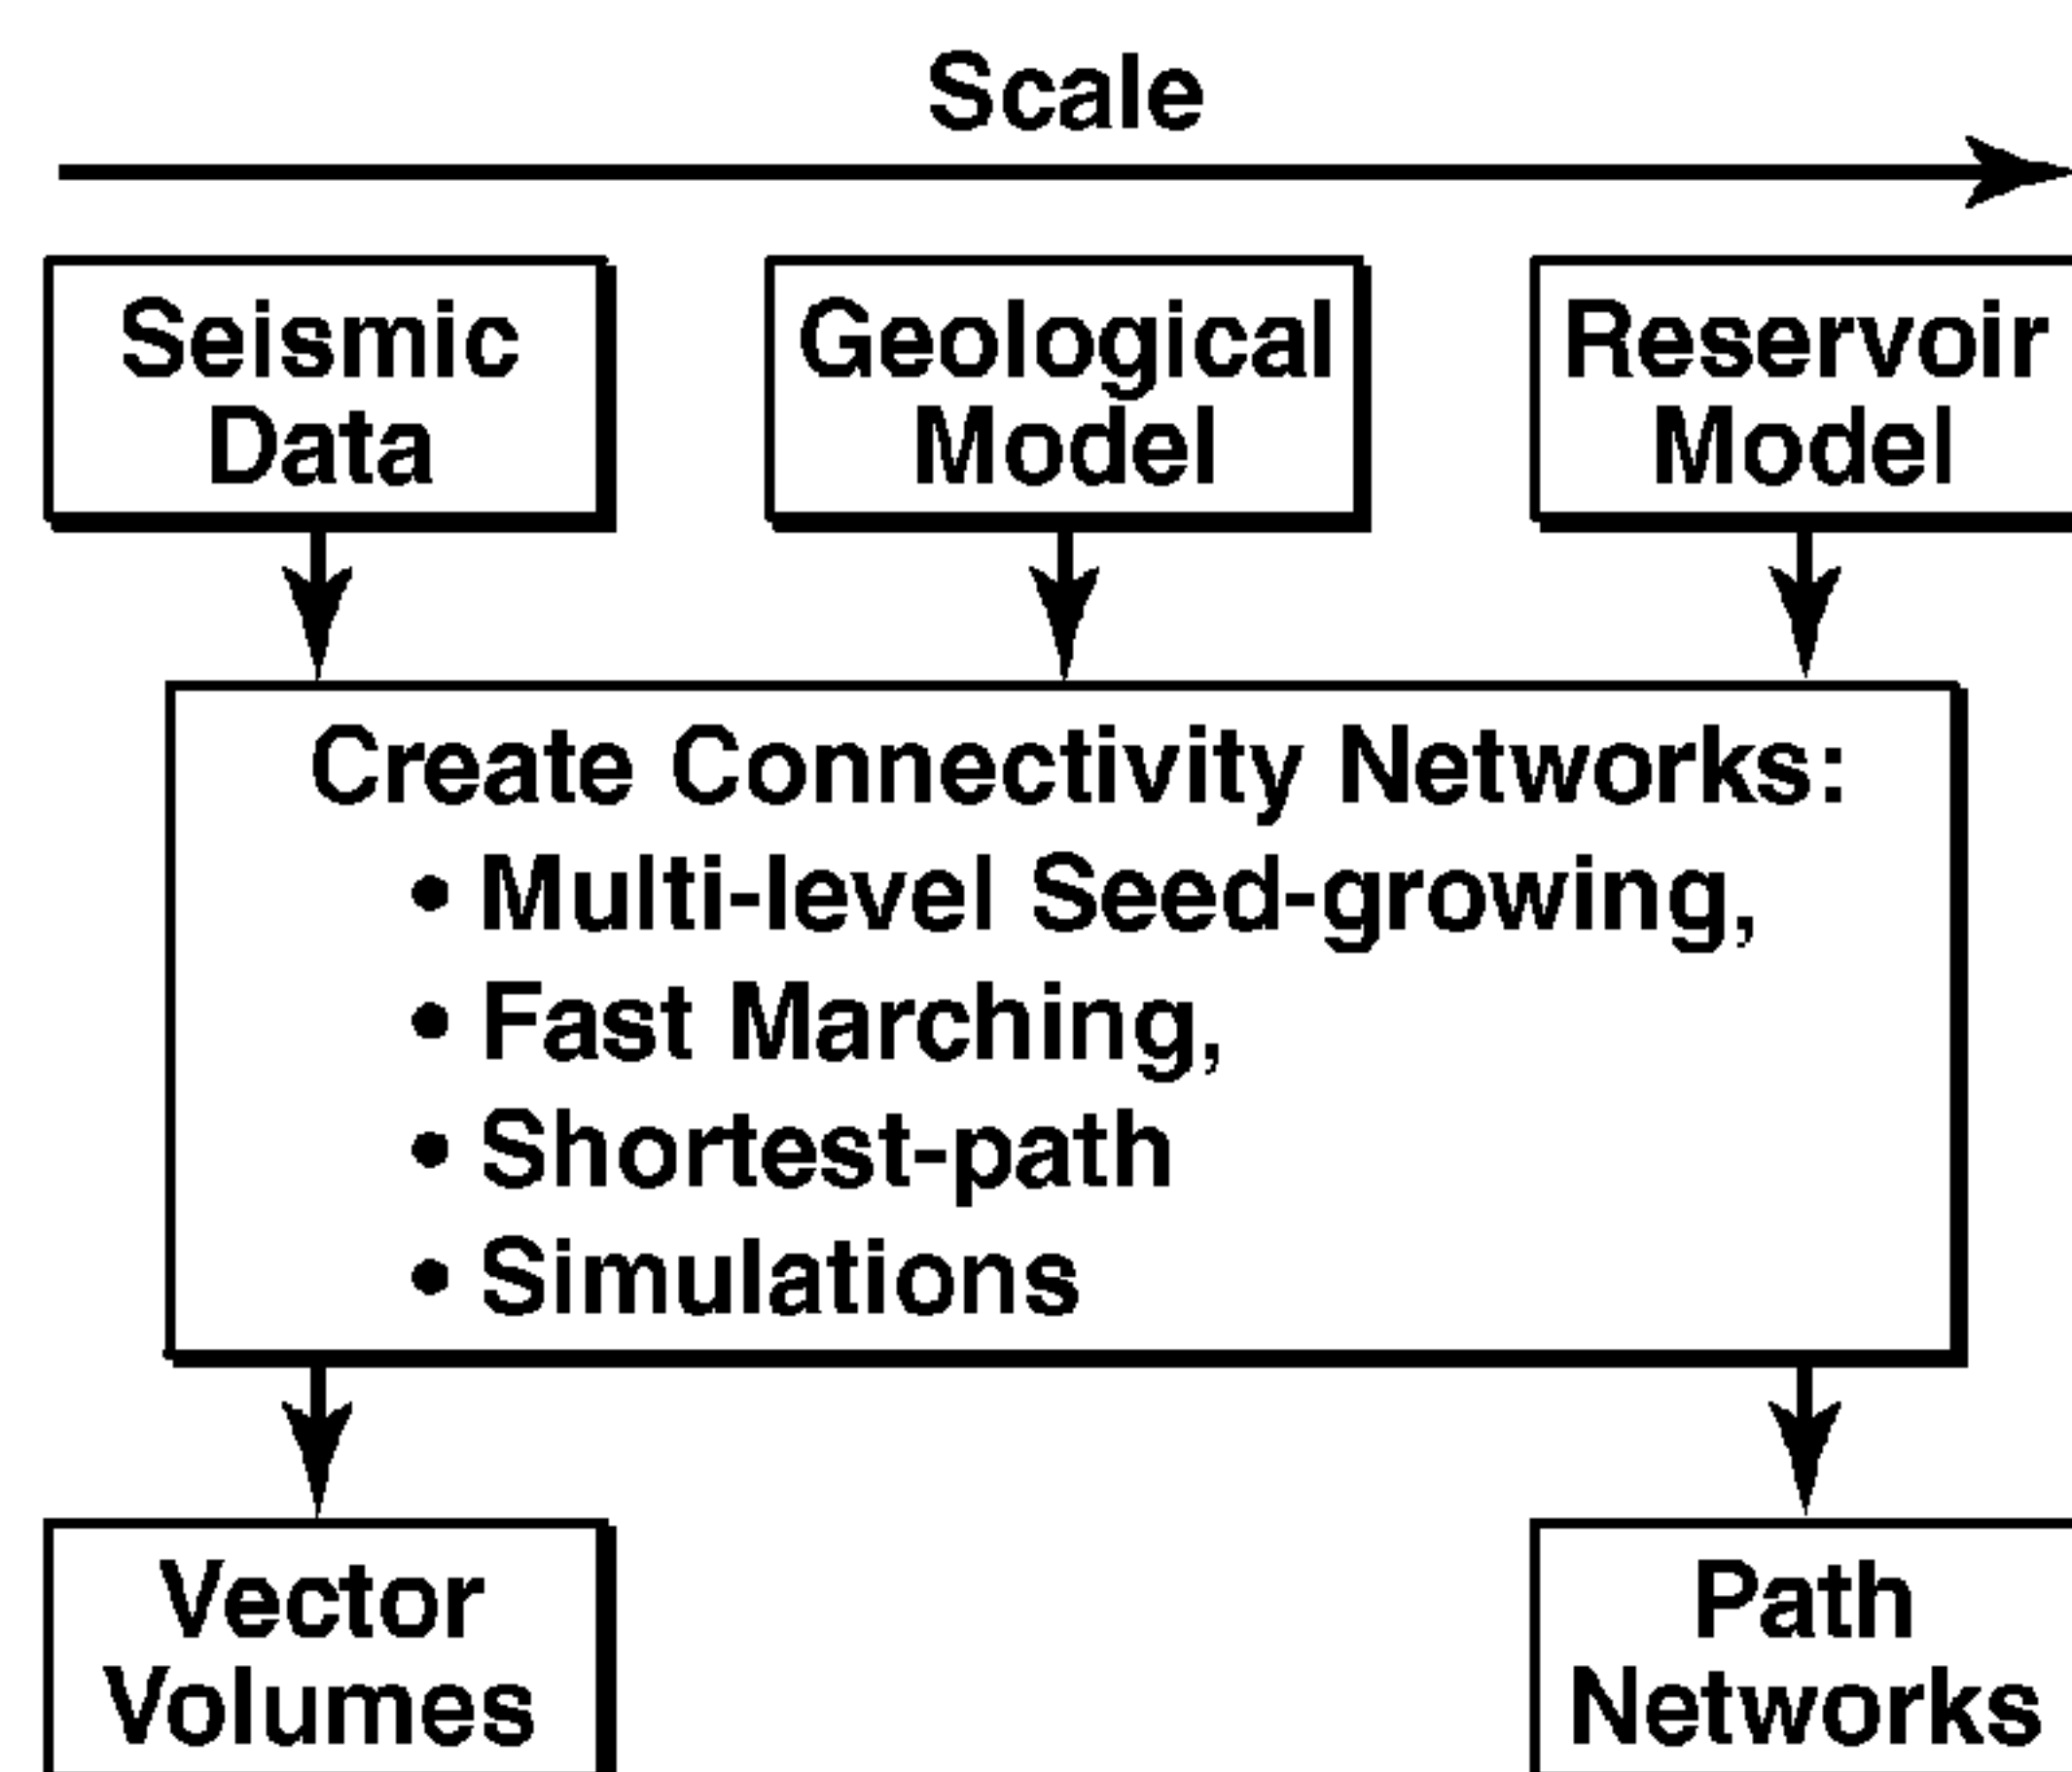 Scale
Seismic
Data
Geological
Model
Reservoir
Model
Create Connectivity Networks:
• Multi-level Seed-growing,
• Fast Marching,
• Shortest-path
• Simulations
Vector
Volumes
Path
Networks